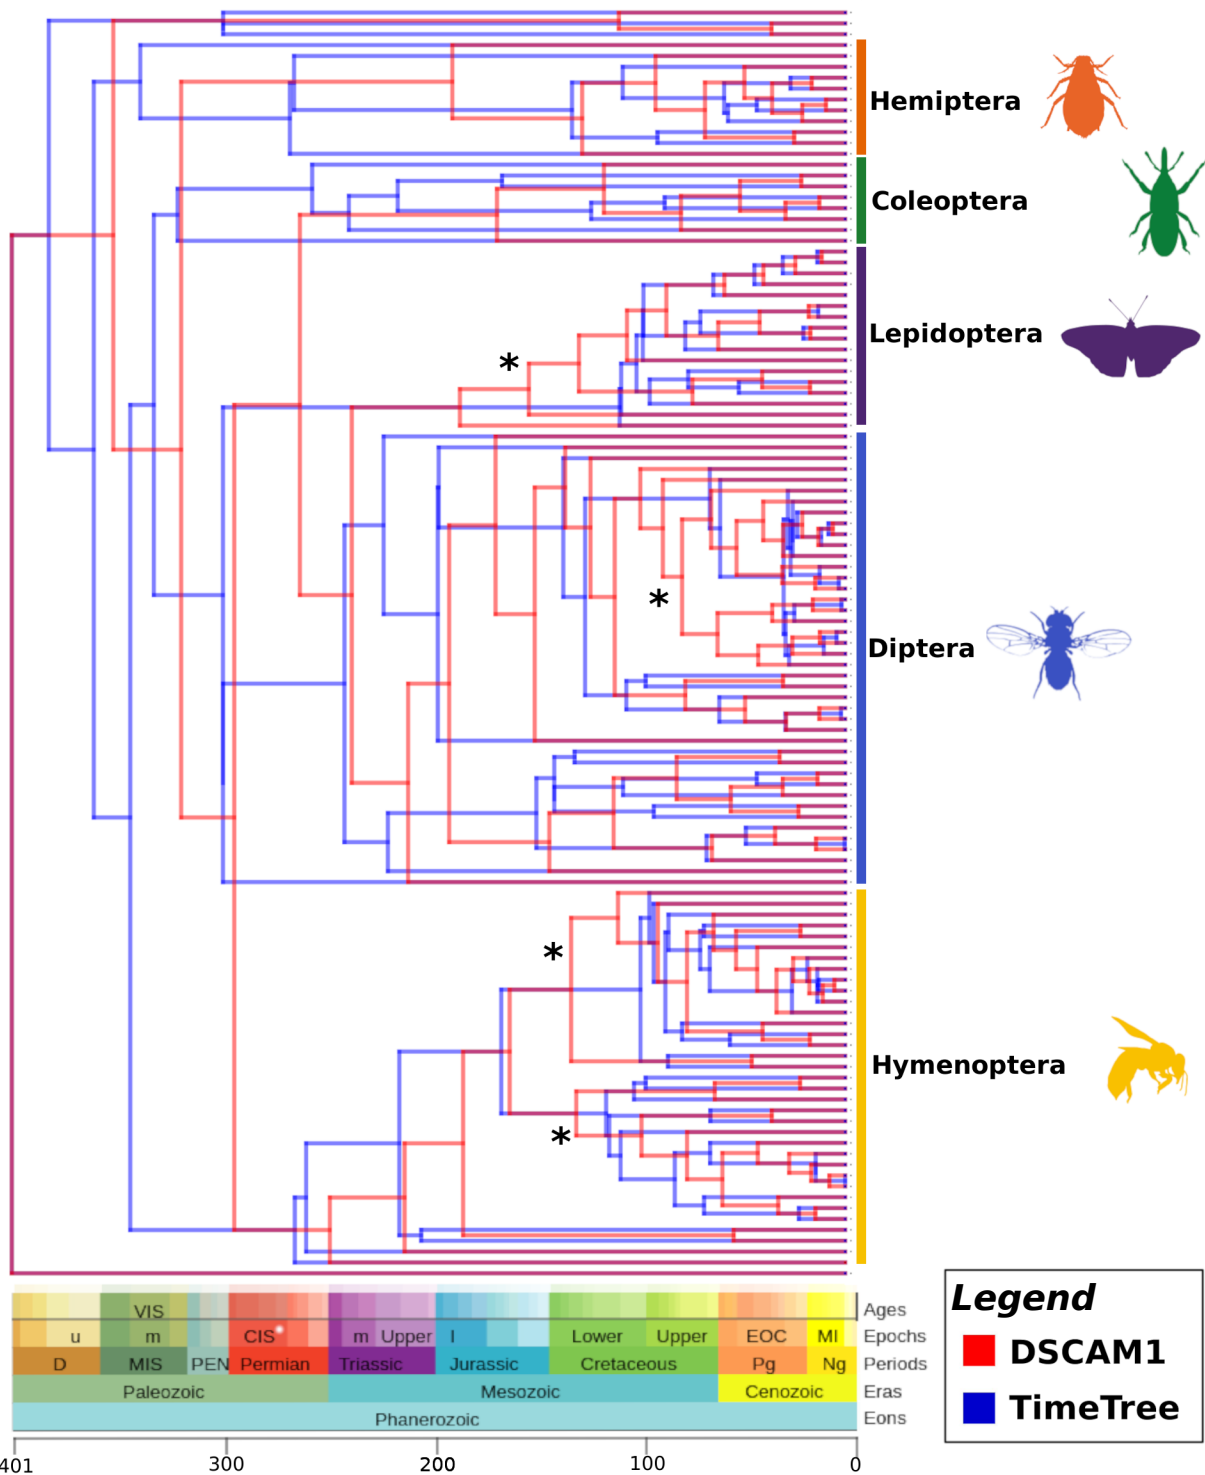 Hemiptera
Coleoptera
Lepidoptera
*
Diptera
*
*
Hymenoptera
*
Legend
DSCAM1
TimeTree
VIS Ages
u m CIS m Upper l Lower Upper EOC MI Epochs
D MIS PEN Permian Triassic Jurassic Cretaceous Pg Ng Periods
Paleozoic Mesozoic Cenozoic Eras
Phanerozoic Eons
401 300 200 100 0